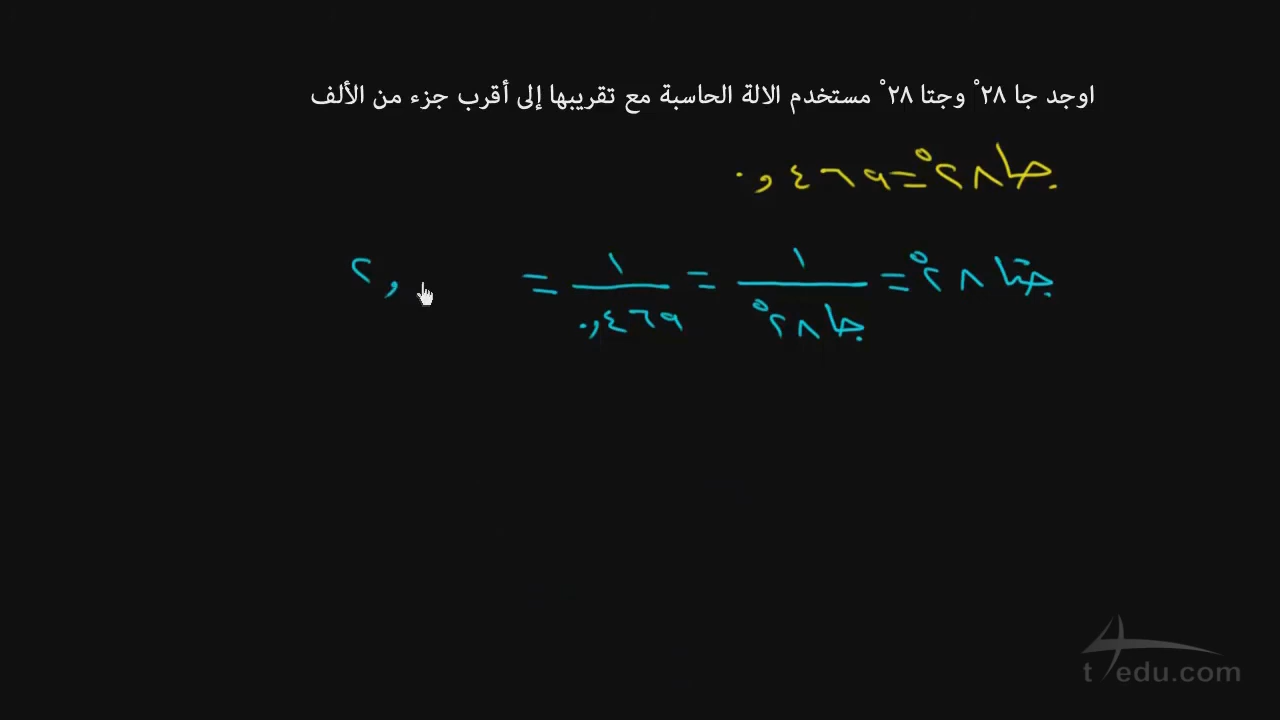 اوجد جا ٢٨° وجتا ٢٨° مستخدم الالة الحاسبة مع تقريبها إلى أقرب جزء من الألف
جا ٢٨° = ٠,٤٦٩
جتا ٢٨° = ١ / جا ٢٨° = ١ / ٠,٤٦٩ = ٢,
t4edu.com